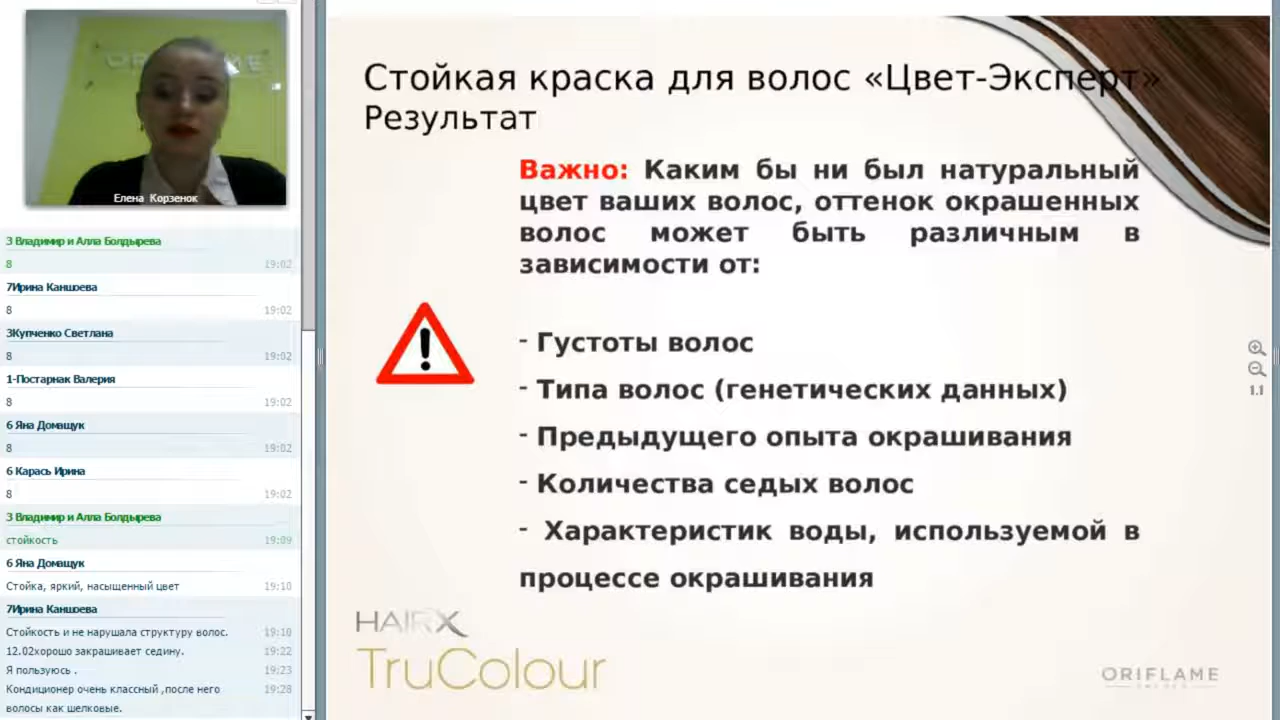 ORIFLAME
Елена Корзенок
3 Владимир и Алла Болдырева
8 19:02
7Ирина Каншоева
8 19:02
3Купченко Светлана
8 19:02
1-Постарнак Валерия
8 19:02
6 Яна Домащук
8 19:02
6 Карась Ирина
8 19:02
3 Владимир и Алла Болдырева
стойкость 19:09
6 Яна Домащук
Стойка, яркий, насыщенный цвет 19:10
7Ирина Каншоева
Стойкость и не нарушала структуру волос. 19:10
12.02хорошо закрашивает седину. 19:22
Я пользуюсь . 19:23
Кондиционер очень классный ,после него 19:28
волосы как шелковые.
Стойкая краска для волос «Цвет-Эксперт»
Результат
Важно: Каким бы ни был натуральный
цвет ваших волос, оттенок окрашенных
волос может быть различным в
зависимости от:
- Густоты волос
- Типа волос (генетических данных)
- Предыдущего опыта окрашивания
- Количества седых волос
- Характеристик воды, используемой в
процессе окрашивания
HAIRX
TruColour
ORIFLAME
1:1